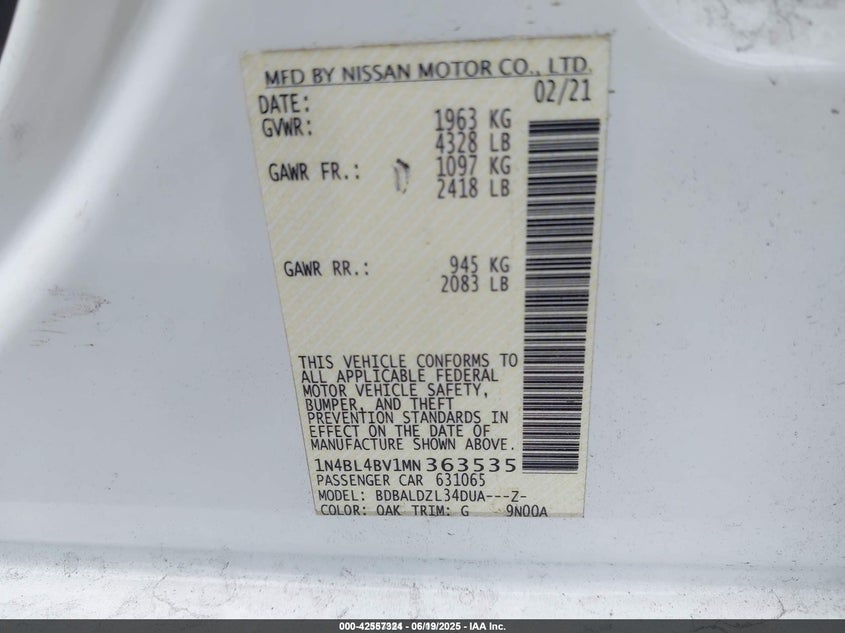 MFD BY NISSAN MOTOR CO., LTD.
DATE: 02/21
GVWR: 1963 KG
4328 LB
GAWR FR.: 1097 KG
2418 LB
GAWR RR.: 945 KG
2083 LB
THIS VEHICLE CONFORMS TO
ALL APPLICABLE FEDERAL
MOTOR VEHICLE SAFETY,
BUMPER, AND THEFT
PREVENTION STANDARDS IN
EFFECT ON THE DATE OF
MANUFACTURE SHOWN ABOVE.
1N4BL4BV1MN363535
PASSENGER CAR 631065
MODEL: BDBALDZL34DUA---Z-
COLOR: QAK TRIM: G 9N00A
000-42557324 - 06/19/2025 - IAA Inc.